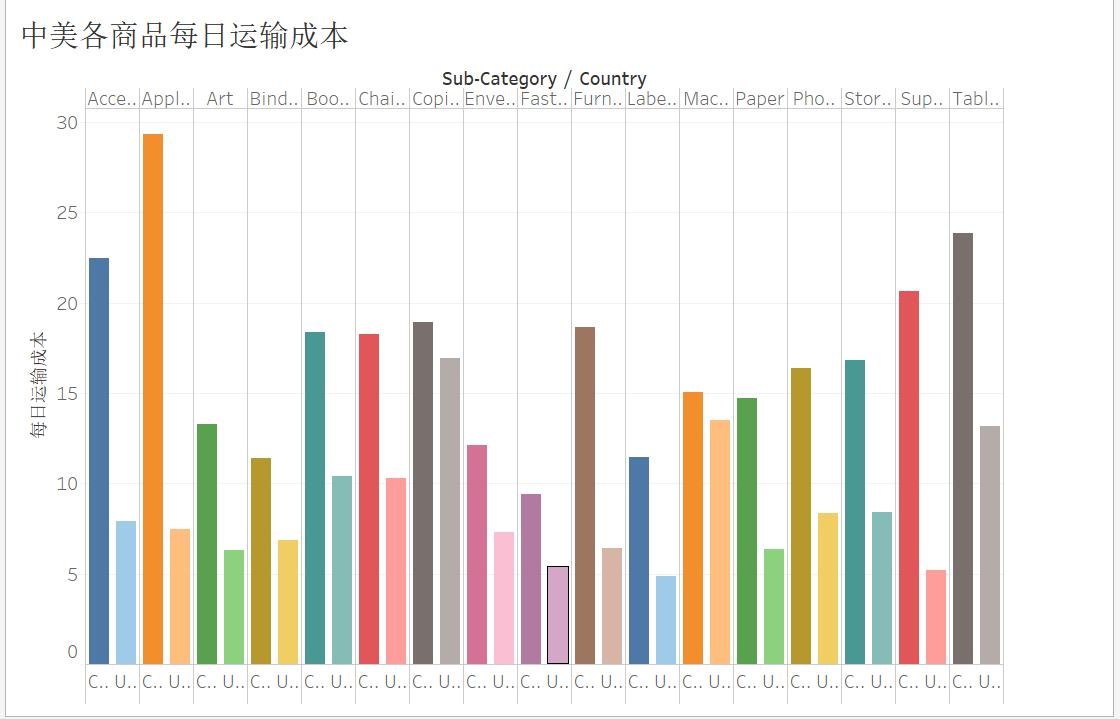 中美各商品每日运输成本
Sub-Category / Country
Acce.. Appl.. Art Bind.. Boo.. Chai.. Copi.. Enve.. Fast.. Furn.. Labe.. Mac.. Paper Pho.. Stor.. Sup.. Tabl..
30
25
20
15
10
5
0
每日运输成本
C.. U.. C.. U.. C.. U.. C.. U.. C.. U.. C.. U.. C.. U.. C.. U.. C.. U.. C.. U.. C.. U.. C.. U.. C.. U.. C.. U.. C.. U.. C.. U.. C.. U..